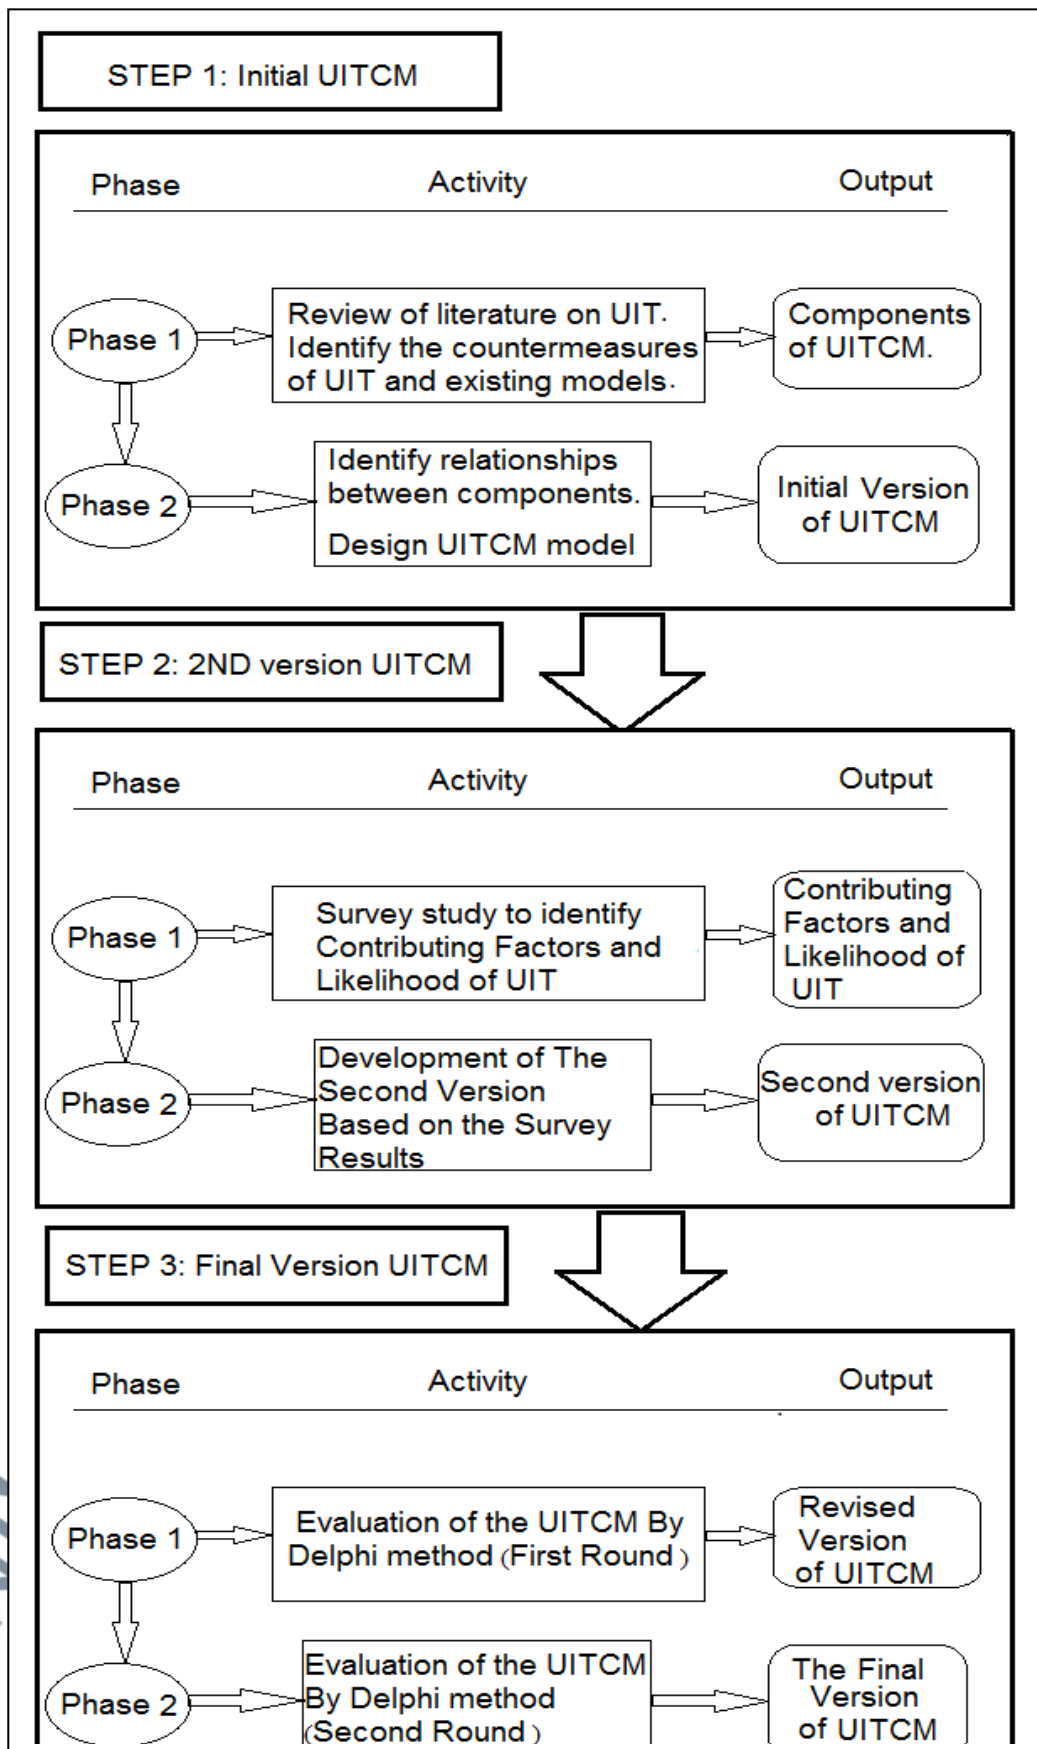 STEP 1: Initial UITCM
Phase
Activity
Output
Phase 1
Review of literature on UIT.
Identify the countermeasures
of UIT and existing models.
Components
of UITCM.
Phase 2
Identify relationships
between components.
Design UITCM model
Initial Version
of UITCM
STEP 2: 2ND version UITCM
Phase
Activity
Output
Phase 1
Survey study to identify
Contributing Factors and
Likelihood of UIT
Contributing
Factors and
Likelihood of
UIT
Phase 2
Development of The
Second Version
Based on the Survey
Results
Second version
of UITCM
STEP 3: Final Version UITCM
Phase
Activity
Output
Phase 1
Evaluation of the UITCM By
Delphi method (First Round )
Revised
Version
of UITCM
Phase 2
Evaluation of the UITCM
By Delphi method
(Second Round )
The Final
Version
of UITCM